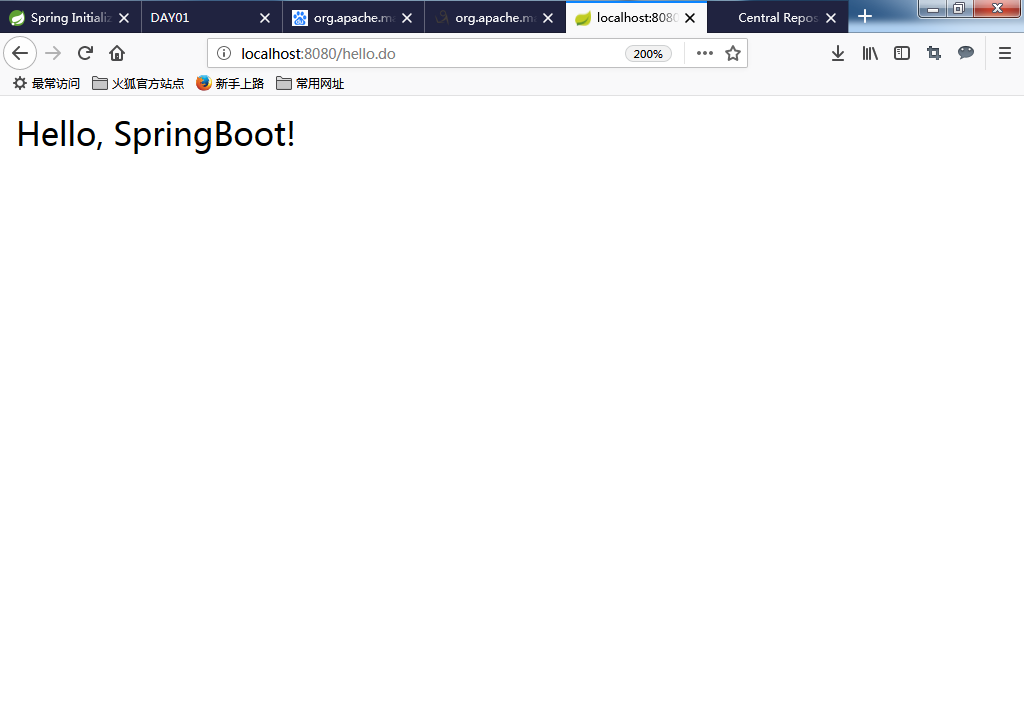 Spring Initializ
DAY01
org.apache.ma
org.apache.ma
localhost:8080
Central Repos
localhost:8080/hello.do
200%
最常访问
火狐官方站点
新手上路
常用网址
Hello, SpringBoot!